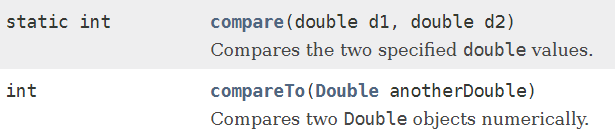 static int compare(double d1, double d2)
Compares the two specified double values.
int compareTo(Double anotherDouble)
Compares two Double objects numerically.